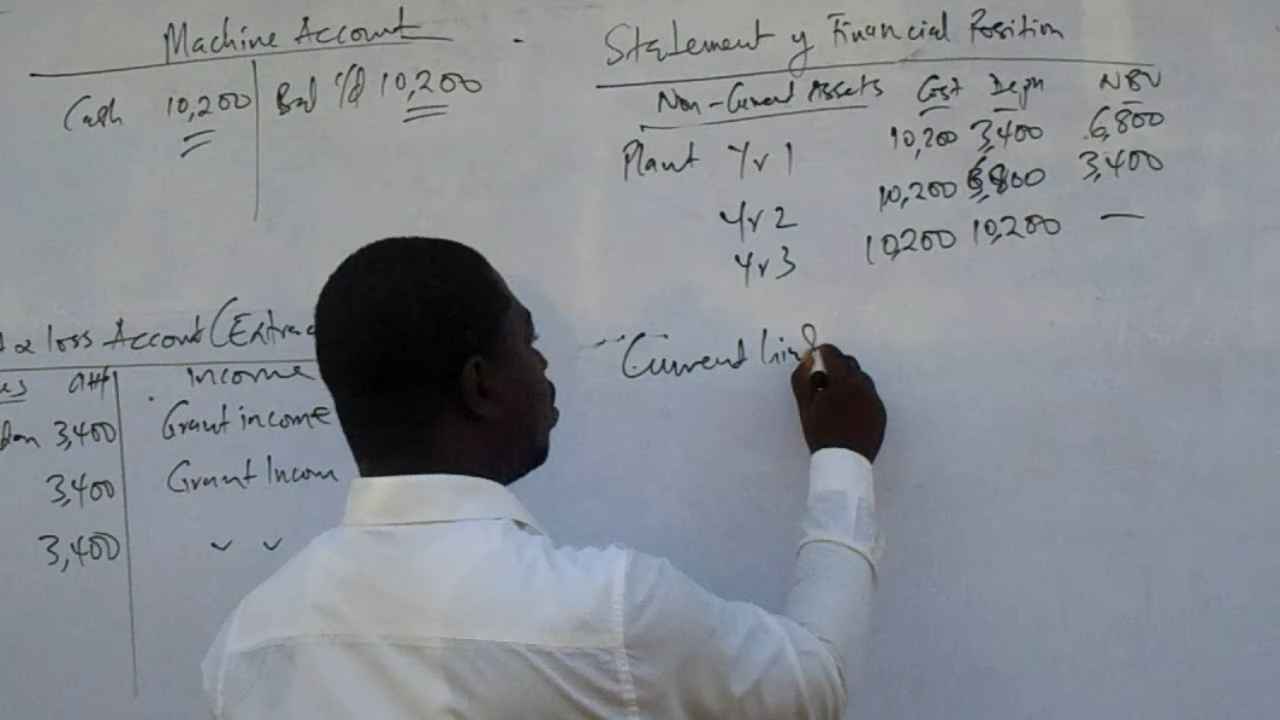 Machine Account
Cash 10,200 Bal c/d 10,200
Statement of Financial Position
Non-Current Assets Cost Depn NBV
Plant Yr 1 10,200 3,400 6,800
Yr 2 10,200 6,800 3,400
Yr 3 10,200 10,200 —
loss Account (Extrac
Income
3,400 Grant income
3,400 Grant Incom
3,400 " "
Current liab